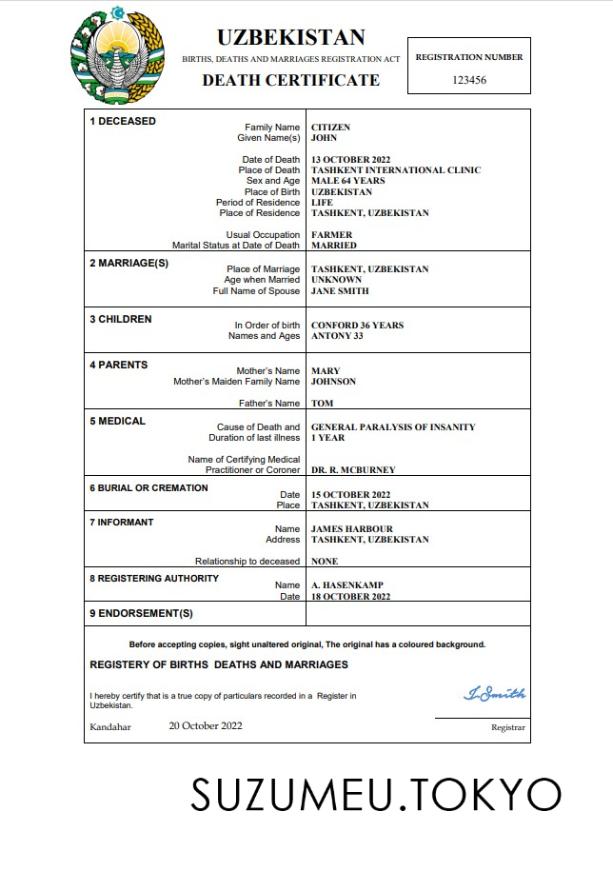 UZBEKISTAN
BIRTHS, DEATHS AND MARRIAGES REGISTRATION ACT
DEATH CERTIFICATE
REGISTRATION NUMBER
123456
1 DECEASED
Family Name CITIZEN
Given Name(s) JOHN
Date of Death 13 OCTOBER 2022
Place of Death TASHKENT INTERNATIONAL CLINIC
Sex and Age MALE 64 YEARS
Place of Birth UZBEKISTAN
Period of Residence LIFE
Place of Residence TASHKENT, UZBEKISTAN
Usual Occupation FARMER
Marital Status at Date of Death MARRIED
2 MARRIAGE(S)
Place of Marriage TASHKENT, UZBEKISTAN
Age when Married UNKNOWN
Full Name of Spouse JANE SMITH
3 CHILDREN
In Order of birth CONFORD 36 YEARS
Names and Ages ANTONY 33
4 PARENTS
Mother's Name MARY
Mother's Maiden Family Name JOHNSON
Father's Name TOM
5 MEDICAL
Cause of Death and GENERAL PARALYSIS OF INSANITY
Duration of last illness 1 YEAR
Name of Certifying Medical
Practitioner or Coroner DR. R. MCBURNEY
6 BURIAL OR CREMATION
Date 15 OCTOBER 2022
Place TASHKENT, UZBEKISTAN
7 INFORMANT
Name JAMES HARBOUR
Address TASHKENT, UZBEKISTAN
Relationship to deceased NONE
8 REGISTERING AUTHORITY
Name A. HASENKAMP
Date 18 OCTOBER 2022
9 ENDORSEMENT(S)
Before accepting copies, sight unaltered original, The original has a coloured background.
REGISTERY OF BIRTHS DEATHS AND MARRIAGES
I hereby certify that is a true copy of particulars recorded in a Register in
Uzbekistan.
I.Smith
Kandahar 20 October 2022
Registrar
SUZUMEU.TOKYO